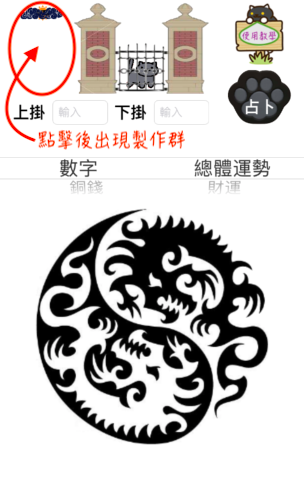 使用教學
占卜
上掛 輸入 下掛 輸入
點擊後出現製作群
數字 總體運勢
銅錢 財運